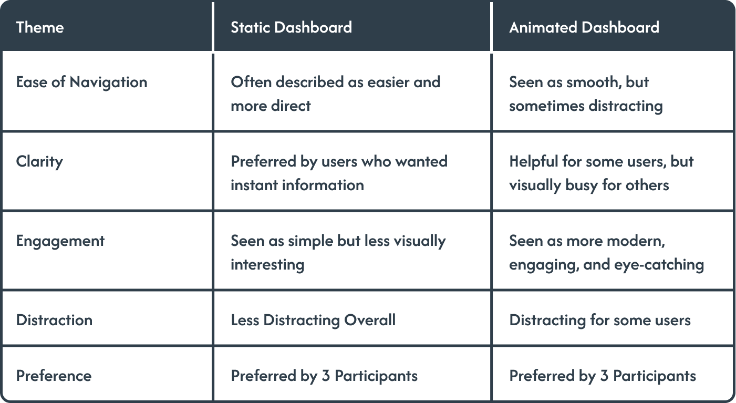 Theme
Static Dashboard
Animated Dashboard
Ease of Navigation
Often described as easier and
more direct
Seen as smooth, but
sometimes distracting
Clarity
Preferred by users who wanted
instant information
Helpful for some users, but
visually busy for others
Engagement
Seen as simple but less visually
interesting
Seen as more modern,
engaging, and eye-catching
Distraction
Less Distracting Overall
Distracting for some users
Preference
Preferred by 3 Participants
Preferred by 3 Participants